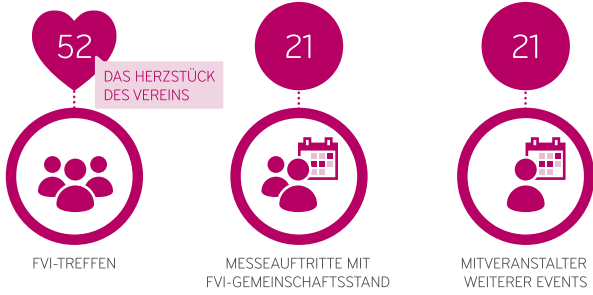 52
DAS HERZSTÜCK
DES VEREINS
FVI-TREFFEN
21
MESSEAUFTRITTE MIT
FVI-GEMEINSCHAFTSSTAND
21
MITVERANSTALTER
WEITERER EVENTS